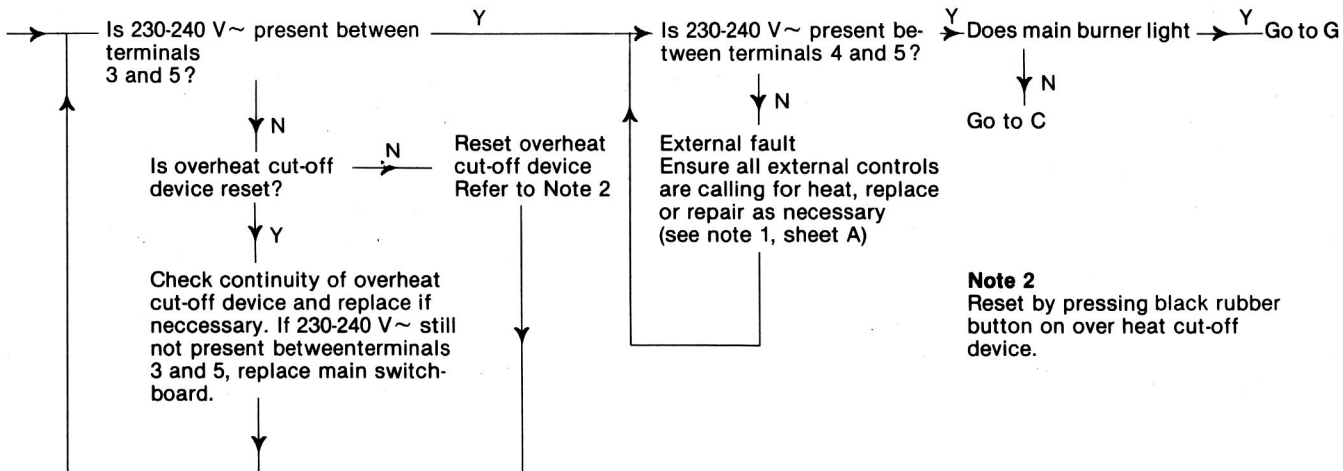 Is 230-240 V~ present between
terminals
3 and 5?
Y
Is 230-240 V~ present be-
tween terminals 4 and 5?
Y
Does main burner light
Y
Go to G
N
Go to C
N
External fault
Ensure all external controls
are calling for heat, replace
or repair as necessary
(see note 1, sheet A)
N
Is overheat cut-off
device reset?
N
Reset overheat
cut-off device
Refer to Note 2
Y
Check continuity of overheat
cut-off device and replace if
neccessary. If 230-240 V~ still
not present betweenterminals
3 and 5, replace main switch-
board.
Note 2
Reset by pressing black rubber
button on over heat cut-off
device.